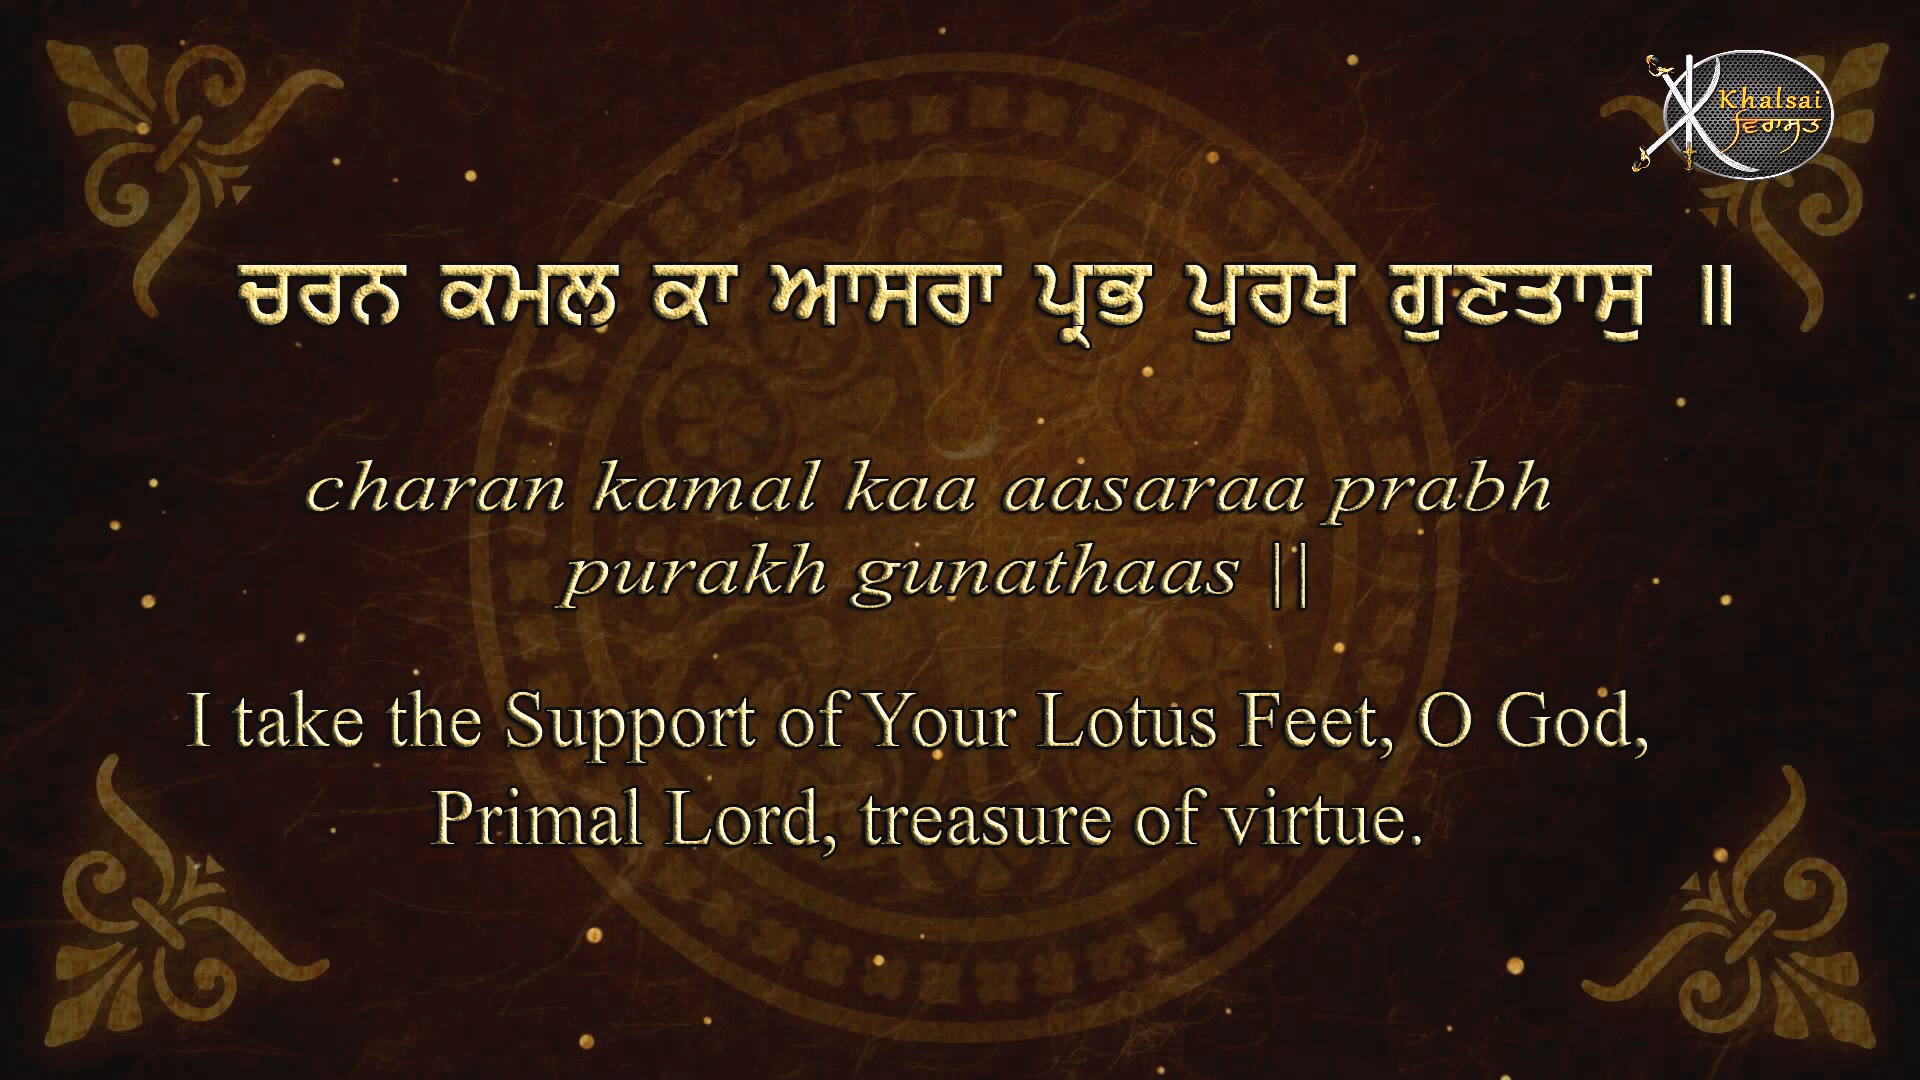 Khalsai
ਵਿਰਾਸਤ
ਚਰਨ ਕਮਲ ਕਾ ਆਸਰਾ ਪ੍ਰਭ ਪੁਰਖ ਗੁਣਤਾਸੁ ॥
charan kamal kaa aasaraa prabh
purakh gunathaas ||
I take the Support of Your Lotus Feet, O God,
Primal Lord, treasure of virtue.